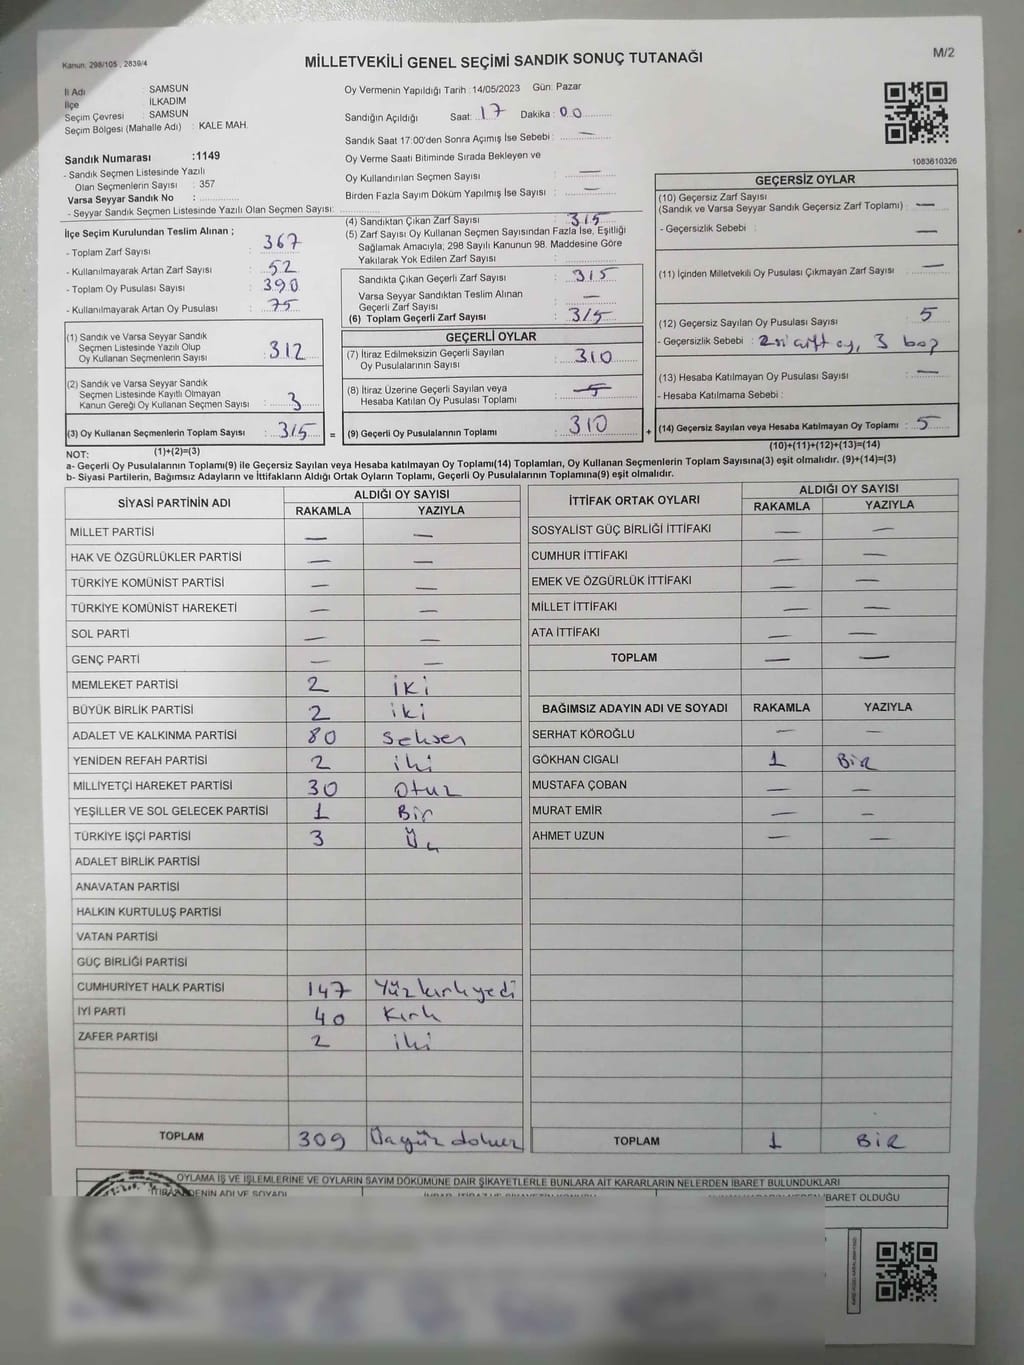 Kanun. 298/105 , 2839/4
MİLLETVEKİLİ GENEL SEÇİMİ SANDIK SONUÇ TUTANAĞI
M/2
İl Adı : SAMSUN
İlçe : İLKADIM
Seçim Çevresi : SAMSUN
Seçim Bölgesi (Mahalle Adı) : KALE MAH.
Sandık Numarası :1149
- Sandık Seçmen Listesinde Yazılı
Olan Seçmenlerin Sayısı : 357
Varsa Seyyar Sandık No :
- Seyyar Sandık Seçmen Listesinde Yazılı Olan Seçmen Sayısı:
İlçe Seçim Kurulundan Teslim Alınan ;
- Toplam Zarf Sayısı : 367
- Kullanılmayarak Artan Zarf Sayısı : 52
- Toplam Oy Pusulası Sayısı : 390
- Kullanılmayarak Artan Oy Pusulası : 75
(1) Sandık ve Varsa Seyyar Sandık
Seçmen Listesinde Yazılı Olup
Oy Kullanan Seçmenlerin Sayısı : 312
(2) Sandık ve Varsa Seyyar Sandık
Seçmen Listesinde Kayıtlı Olmayan
Kanun Gereği Oy Kullanan Seçmen Sayısı : 3
(3) Oy Kullanan Seçmenlerin Toplam Sayısı : 315 =
Oy Vermenin Yapıldığı Tarih : 14/05/2023 Gün: Pazar
Sandığın Açıldığı Saat: 17 Dakika: 00
Sandık Saat 17:00'den Sonra Açımış İse Sebebi : —
Oy Verme Saati Bitiminde Sırada Bekleyen ve
Oy Kullandırılan Seçmen Sayısı : —
Birden Fazla Sayım Döküm Yapılmış İse Sayısı : —
(4) Sandıktan Çıkan Zarf Sayısı : 315
(5) Zarf Sayısı Oy Kullanan Seçmen Sayısından Fazla İse, Eşitliği
Sağlamak Amacıyla; 298 Sayılı Kanunun 98. Maddesine Göre
Yakılarak Yok Edilen Zarf Sayısı :
Sandıkta Çıkan Geçerli Zarf Sayısı : 315
Varsa Seyyar Sandıktan Teslim Alınan
Geçerli Zarf Sayısı : —
(6) Toplam Geçerli Zarf Sayısı : 315
GEÇERLİ OYLAR
(7) İtiraz Edilmeksizin Geçerli Sayılan
Oy Pusulalarının Sayısı : 310
(8) İtiraz Üzerine Geçerli Sayılan veya
Hesaba Katılan Oy Pusulası Toplamı :
(9) Geçerli Oy Pusulalarının Toplamı : 310 +
1083610326
GEÇERSİZ OYLAR
(10) Geçersiz Zarf Sayısı
(Sandık ve Varsa Seyyar Sandık Geçersiz Zarf Toplamı) : —
- Geçersizlik Sebebi : —
(11) İçinden Milletvekili Oy Pusulası Çıkmayan Zarf Sayısı : —
(12) Geçersiz Sayılan Oy Pusulası Sayısı : 5
- Geçersizlik Sebebi : 2si çift oy, 3 boş
(13) Hesaba Katılmayan Oy Pusulası Sayısı : —
- Hesaba Katılmama Sebebi :
(14) Geçersiz Sayılan veya Hesaba Katılmayan Oy Toplamı : 5
NOT: (1)+(2)=(3) (10)+(11)+(12)+(13)=(14)
a- Geçerli Oy Pusulasının Toplamı(9) ile Geçersiz Sayılan veya Hesaba katılmayan Oy Toplamı(14) Toplamları, Oy Kullanan Seçmenlerin Toplam Sayısına(3) eşit olmalıdır. (9)+(14)=(3)
b- Siyasi Partilerin, Bağımsız Adayların ve İttifakların Aldığı Ortak Oyların Toplamı, Geçerli Oy Pusulalarının Toplamına(9) eşit olmalıdır.
SİYASİ PARTİNİN ADI ALDIĞI OY SAYISI
RAKAMLA YAZIYLA
MİLLET PARTİSİ — —
HAK VE ÖZGÜRLÜKLER PARTİSİ — —
TÜRKİYE KOMÜNİST PARTİSİ — —
TÜRKİYE KOMÜNİST HAREKETİ — —
SOL PARTİ — —
GENÇ PARTİ — —
MEMLEKET PARTİSİ 2 iki
BÜYÜK BİRLİK PARTİSİ 2 iki
ADALET VE KALKINMA PARTİSİ 80 Seksen
YENİDEN REFAH PARTİSİ 2 iki
MİLLİYETÇİ HAREKET PARTİSİ 30 Otuz
YEŞİLLER VE SOL GELECEK PARTİSİ 1 Bir
TÜRKİYE İŞÇİ PARTİSİ 3 Üç
ADALET BİRLİK PARTİSİ
ANAVATAN PARTİSİ
HALKIN KURTULUŞ PARTİSİ
VATAN PARTİSİ
GÜÇ BİRLİĞİ PARTİSİ
CUMHURİYET HALK PARTİSİ 147 Yüzkırkyedi
İYİ PARTİ 40 Kırk
ZAFER PARTİSİ 2 iki
TOPLAM 309 Üçyüz dokuz
İTTİFAK ORTAK OYLARI ALDIĞI OY SAYISI
RAKAMLA YAZIYLA
SOSYALİST GÜÇ BİRLİĞİ İTTİFAKI — —
CUMHUR İTTİFAKI — —
EMEK VE ÖZGÜRLÜK İTTİFAKI — —
MİLLET İTTİFAKI — —
ATA İTTİFAKI — —
TOPLAM — —
BAĞIMSIZ ADAYIN ADI VE SOYADI RAKAMLA YAZIYLA
SERHAT KÖROĞLU — —
GÖKHAN CIGALI 1 BİR
MUSTAFA ÇOBAN — —
MURAT EMİR — —
AHMET UZUN — —
TOPLAM 1 BİR
OYLAMA İŞ VE İŞLEMLERİNE VE OYLARIN SAYIM DÖKÜMÜNE DAİR ŞİKAYETLERLE BUNLARA AİT KARARLARIN NELERDEN İBARET BULUNDUKLARI
İBARET OLDUĞU